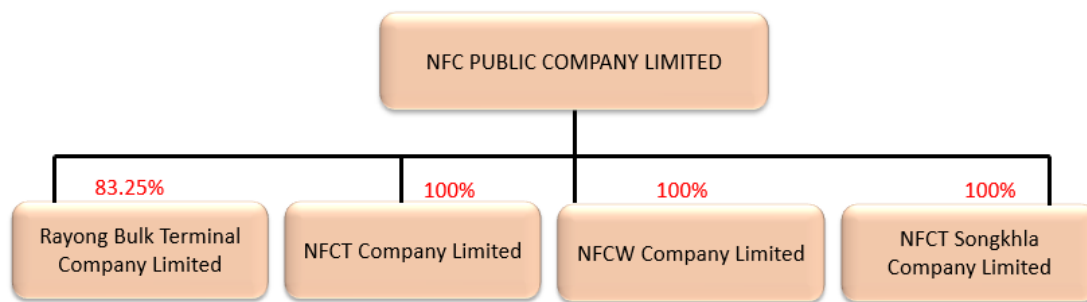 NFC PUBLIC COMPANY LIMITED
83.25%
100%
100%
100%
Rayong Bulk Terminal
Company Limited
NFCT Company Limited
NFCW Company Limited
NFCT Songkhla
Company Limited